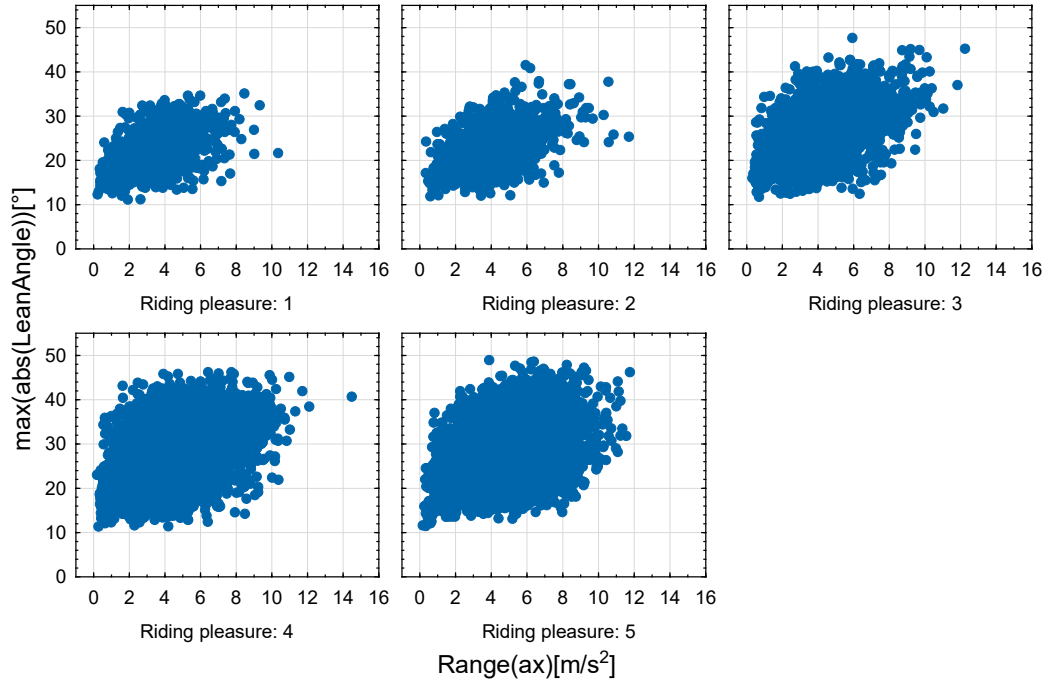 max(abs(LeanAngle))[°]
50
40
30
20
10
0
0 2 4 6 8 10 12 14 16
Riding pleasure: 1
0 2 4 6 8 10 12 14 16
Riding pleasure: 2
0 2 4 6 8 10 12 14 16
Riding pleasure: 3
50
40
30
20
10
0
0 2 4 6 8 10 12 14 16
Riding pleasure: 4
0 2 4 6 8 10 12 14 16
Riding pleasure: 5
Range(ax)[m/s²]